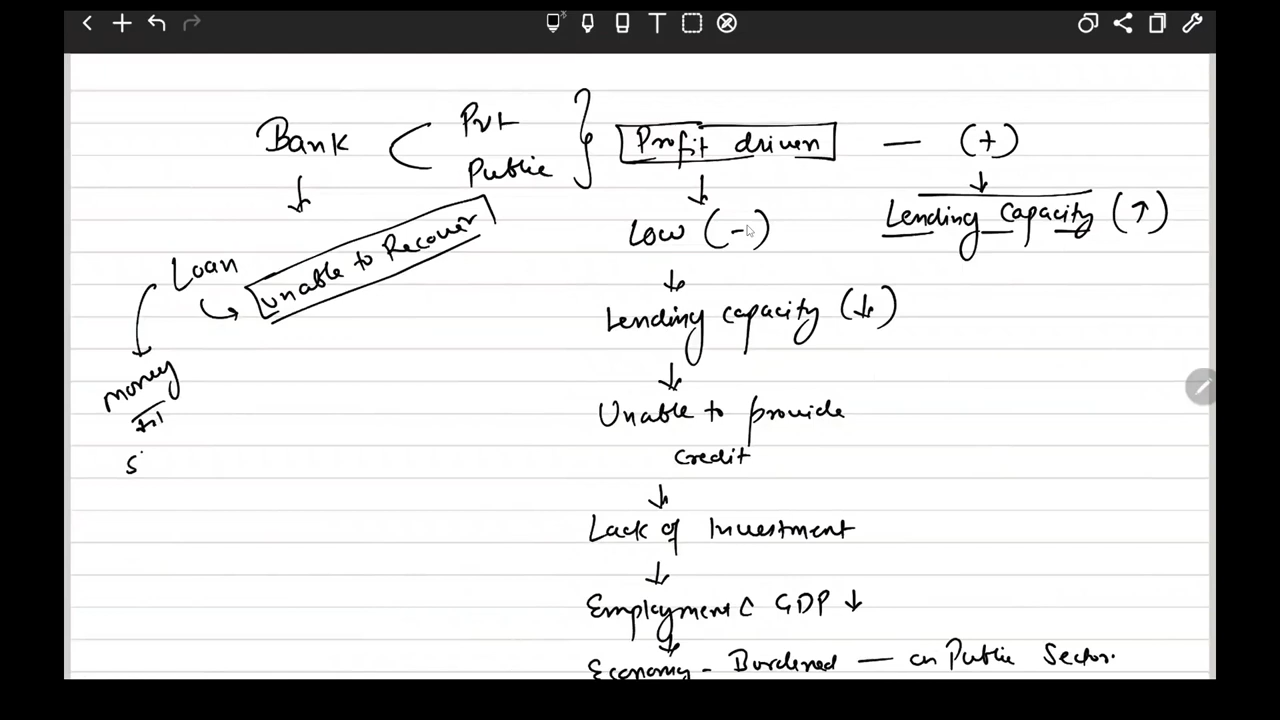 Bank
Pvt
Public
Profit driven — (+)
Low (-)
Lending Capacity (↑)
Loan
Unable to Recover
Lending capacity (↓)
money
Unable to provide
credit
Lack of Investment
Employment GDP ↓
Economy - Burdened — on Public Sector.